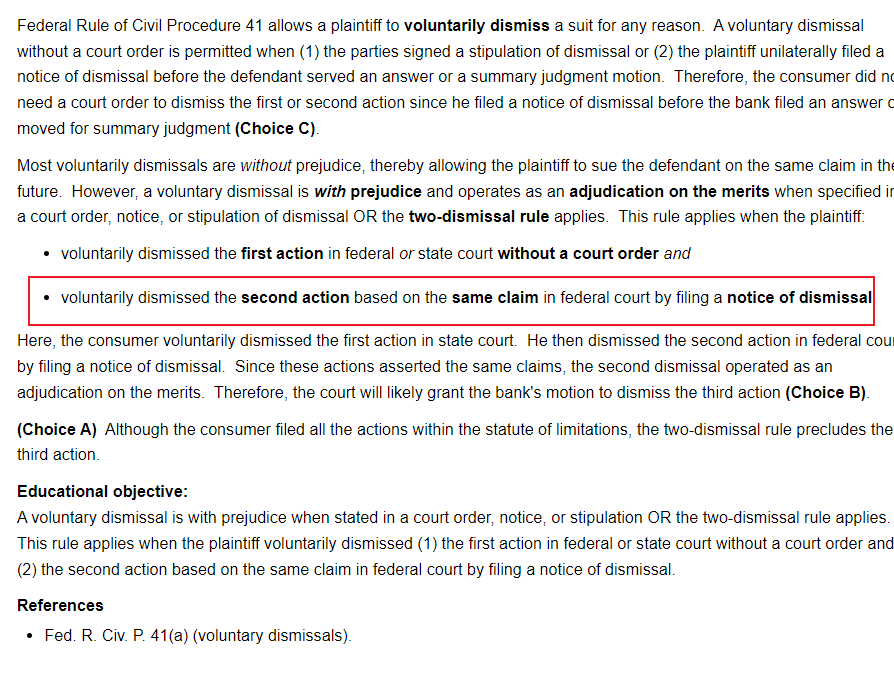 Federal Rule of Civil Procedure 41 allows a plaintiff to voluntarily dismiss a suit for any reason.  A voluntary dismissal
without a court order is permitted when (1) the parties signed a stipulation of dismissal or (2) the plaintiff unilaterally filed a
notice of dismissal before the defendant served an answer or a summary judgment motion.  Therefore, the consumer did
need a court order to dismiss the first or second action since he filed a notice of dismissal before the bank filed an answer
moved for summary judgment (Choice C).
Most voluntarily dismissals are without prejudice, thereby allowing the plaintiff to sue the defendant on the same claim in
future.  However, a voluntary dismissal is with prejudice and operates as an adjudication on the merits when specified
a court order, notice, or stipulation of dismissal OR the two-dismissal rule applies.  This rule applies when the plaintiff:
• voluntarily dismissed the first action in federal or state court without a court order and
• voluntarily dismissed the second action based on the same claim in federal court by filing a notice of dismissal
Here, the consumer voluntarily dismissed the first action in state court.  He then dismissed the second action in federal
by filing a notice of dismissal.  Since these actions asserted the same claims, the second dismissal operated as an
adjudication on the merits.  Therefore, the court will likely grant the bank's motion to dismiss the third action (Choice B).
(Choice A)  Although the consumer filed all the actions within the statute of limitations, the two-dismissal rule precludes the
third action.
Educational objective:
A voluntary dismissal is with prejudice when stated in a court order, notice, or stipulation OR the two-dismissal rule applies.
This rule applies when the plaintiff voluntarily dismissed (1) the first action in federal or state court without a court order and
(2) the second action based on the same claim in federal court by filing a notice of dismissal.
References
• Fed. R. Civ. P. 41(a) (voluntary dismissals).